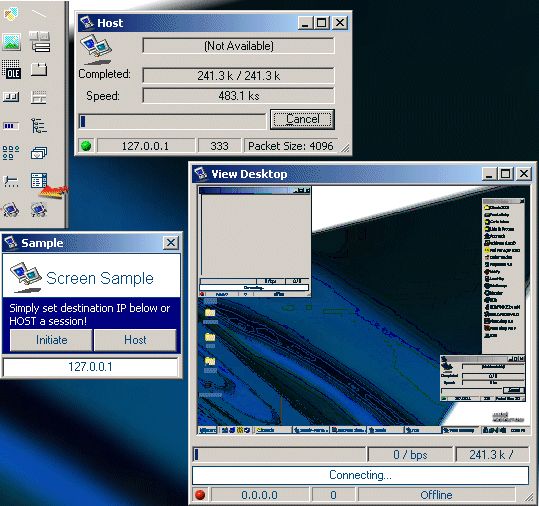 Host
(Not Available)
Completed:
241.3 k / 241.3 k
Speed:
483.1 ks
Cancel
127.0.0.1
333
Packet Size: 4096
OLE
View Desktop
Connecting...
0 / bps
241.3 k /
Connecting...
0.0.0.0
0
Offline
Sample
Screen Sample
Simply set destination IP below or
HOST a session!
Initiate
Host
127.0.0.1